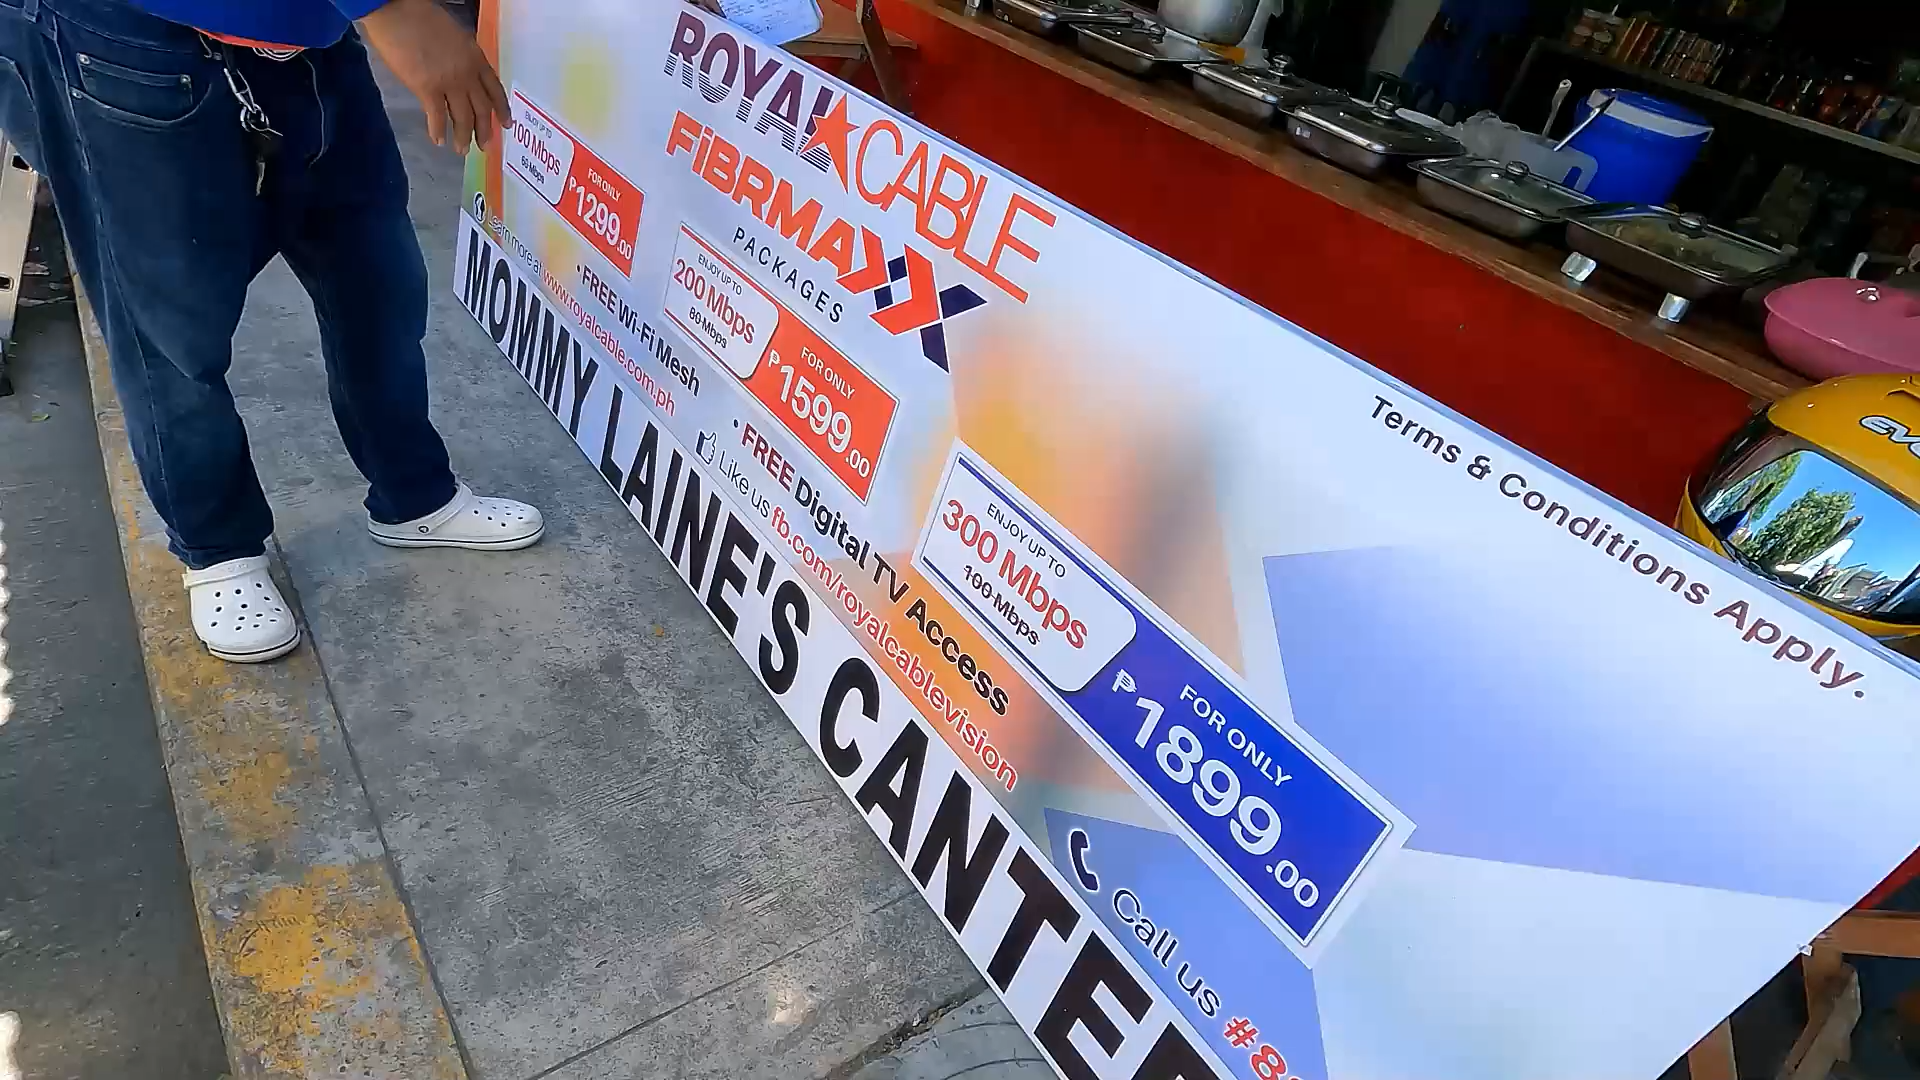 ROYAL CABLE
FiBRMAXX
PACKAGES
ENJOY UP TO
100 Mbps
60 Mbps
FOR ONLY
₱1299.00
ENJOY UP TO
200 Mbps
80 Mbps
FOR ONLY
₱1599.00
ENJOY UP TO
300 Mbps
100 Mbps
FOR ONLY
₱1899.00
• FREE Wi-Fi Mesh
• FREE Digital TV Access
Learn more at www.royalcable.com.ph
Like us fb.com/royalcablevision
Call us #8
Terms & Conditions Apply.
MOMMY LAINE'S CANTEE